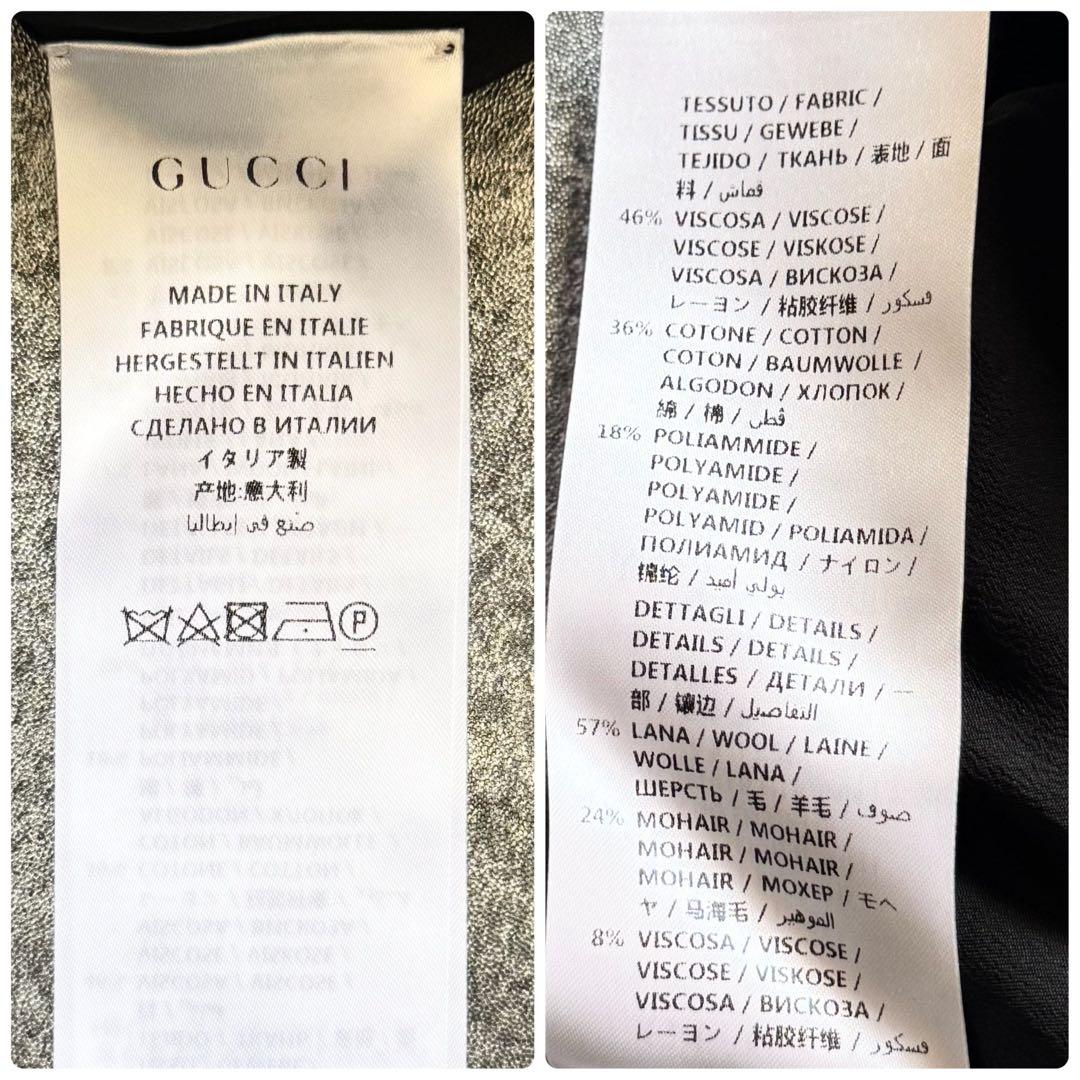 GUCCI
MADE IN ITALY
FABRIQUE EN ITALIE
HERGESTELLT IN ITALIEN
HECHO EN ITALIA
СДЕЛАНО В ИТАЛИИ
イタリア製
产地:意大利
صنع في إيطاليا
P
TESSUTO / FABRIC /
TISSU / GEWEBE /
TEJIDO / ТКАНЬ / 表地 / 面
料 / قماش
46% VISCOSA / VISCOSE /
VISCOSE / VISKOSE /
VISCOSA / ВИСКОЗА /
レーヨン / 粘胶纤维 / فسكور
36% COTONE / COTTON /
COTON / BAUMWOLLE /
ALGODON / ХЛОПОК /
綿 / 棉 / قطن
18% POLIAMMIDE /
POLYAMIDE /
POLYAMIDE /
POLYAMID / POLIAMIDA /
ПОЛИАМИД / ナイロン /
锦纶 / بولي أميد
DETTAGLI / DETAILS /
DETAILS / DETAILS /
DETALLES / ДЕТАЛИ / 一
部 / 镶边 / التفاصيل
57% LANA / WOOL / LAINE /
WOLLE / LANA /
ШЕРСТЬ / 毛 / 羊毛 / صوف
24% MOHAIR / MOHAIR /
MOHAIR / MOHAIR /
MOHAIR / МОХЕР / モヘ
ヤ / 马海毛 / الموهير
8% VISCOSA / VISCOSE /
VISCOSE / VISKOSE /
VISCOSA / ВИСКОЗА /
レーヨン / 粘胶纤维 / فسكور